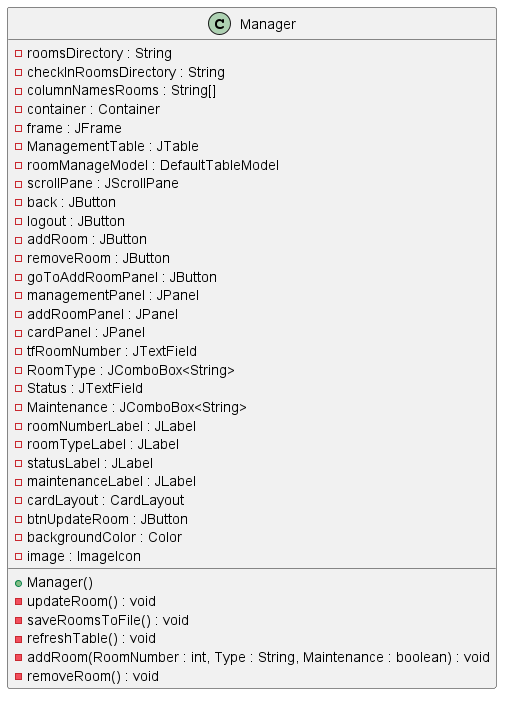 C Manager
roomsDirectory : String
checkInRoomsDirectory : String
columnNamesRooms : String[]
container : Container
frame : JFrame
ManagementTable : JTable
roomManageModel : DefaultTableModel
scrollPane : JScrollPane
back : JButton
logout : JButton
addRoom : JButton
removeRoom : JButton
goToAddRoomPanel : JButton
managementPanel : JPanel
addRoomPanel : JPanel
cardPanel : JPanel
tfRoomNumber : JTextField
RoomType : JComboBox<String>
Status : JTextField
Maintenance : JComboBox<String>
roomNumberLabel : JLabel
roomTypeLabel : JLabel
statusLabel : JLabel
maintenanceLabel : JLabel
cardLayout : CardLayout
btnUpdateRoom : JButton
backgroundColor : Color
image : ImageIcon
Manager()
updateRoom() : void
saveRoomsToFile() : void
refreshTable() : void
addRoom(RoomNumber : int, Type : String, Maintenance : boolean) : void
removeRoom() : void